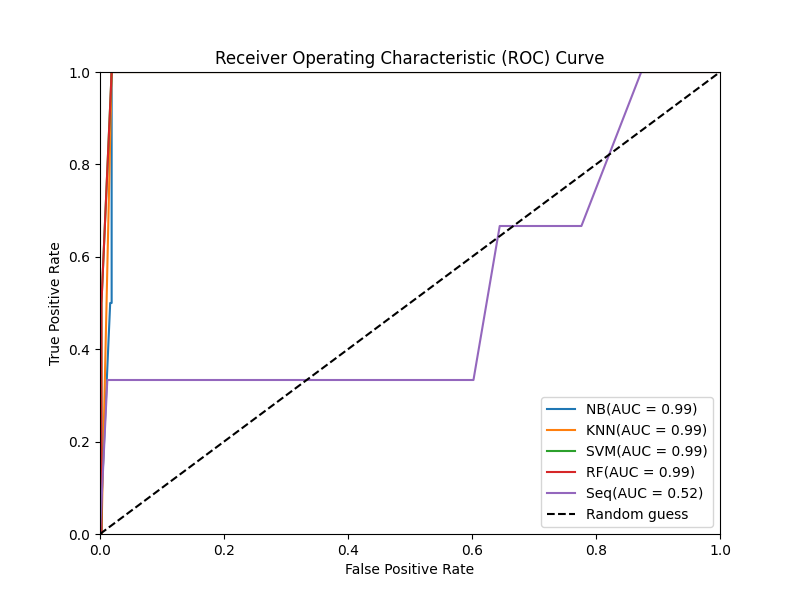 Receiver Operating Characteristic (ROC) Curve
1.0
0.8
0.6
0.4
0.2
0.0
True Positive Rate
NB(AUC = 0.99)
KNN(AUC = 0.99)
SVM(AUC = 0.99)
RF(AUC = 0.99)
Seq(AUC = 0.52)
Random guess
0.0 0.2 0.4 0.6 0.8 1.0
False Positive Rate